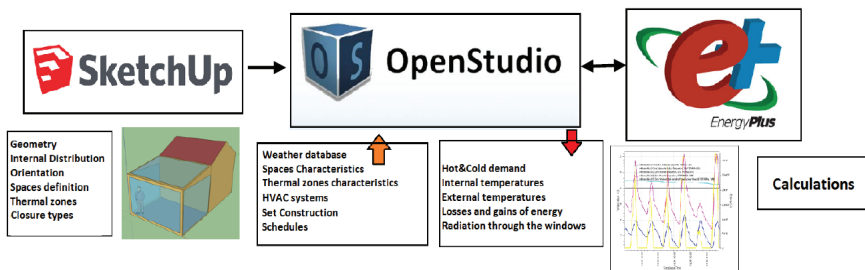 SketchUp
OS
OpenStudio
e+
EnergyPlus
Geometry
Internal Distribution
Orientation
Spaces definition
Thermal zones
Closure types
Weather database
Spaces Characteristics
Thermal zones characteristics
HVAC systems
Set Construction
Schedules
Hot&Cold demand
Internal temperatures
External temperatures
Losses and gains of energy
Radiation through the windows
Calculations